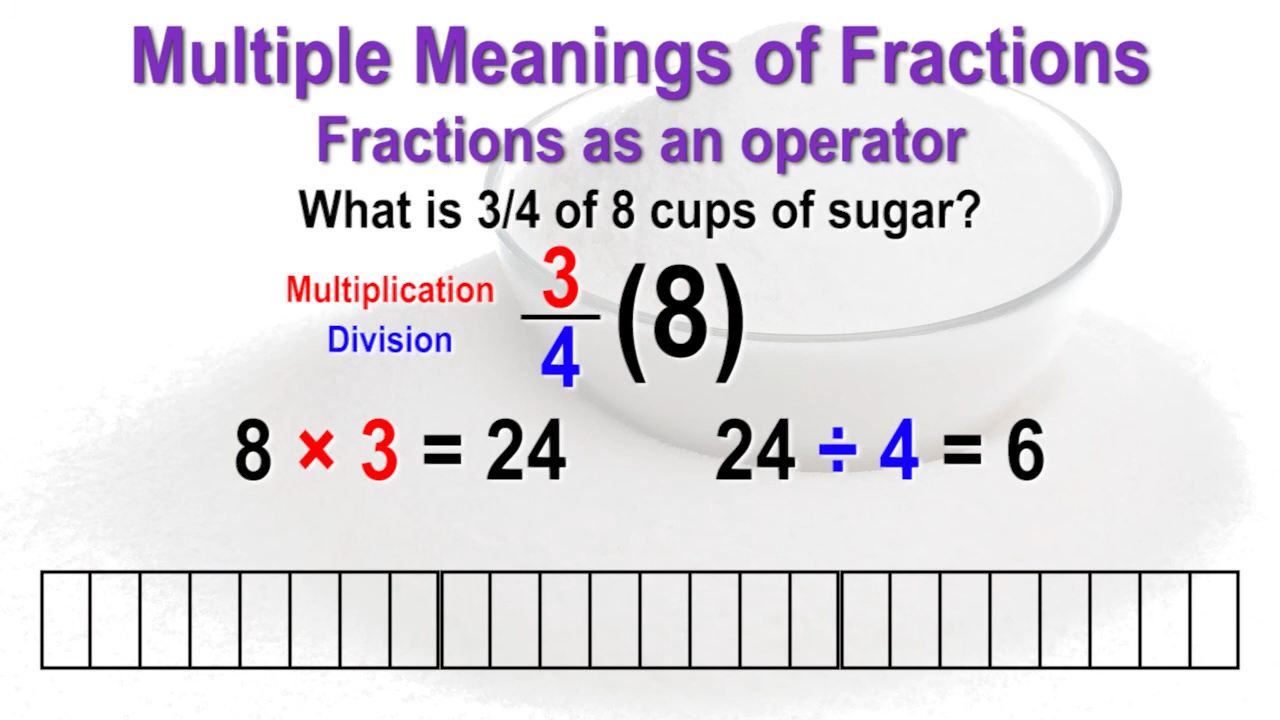 Multiple Meanings of Fractions
Fractions as an operator
What is 3/4 of 8 cups of sugar?
Multiplication
Division
3
4
(8)
8 × 3 = 24
24 ÷ 4 = 6